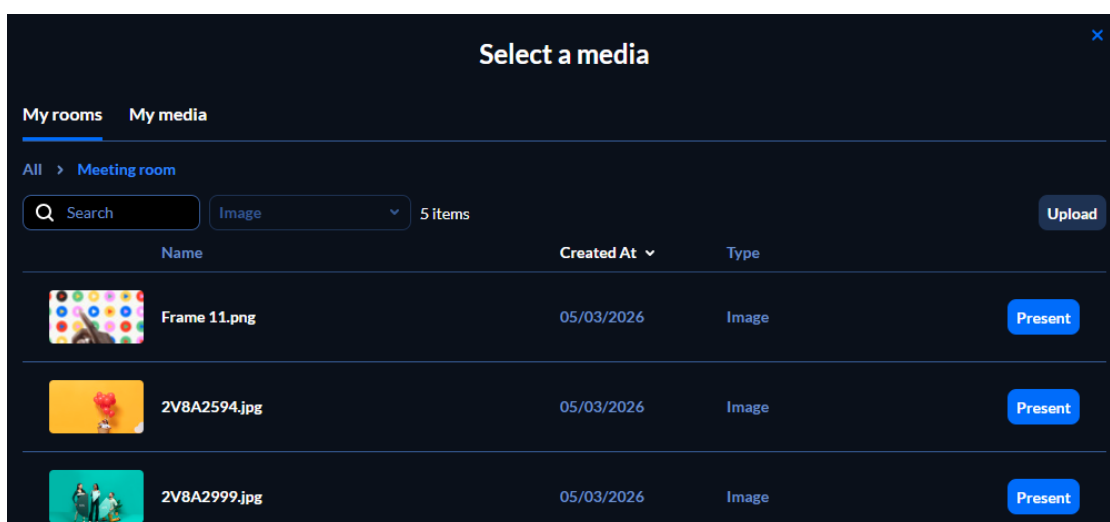 Select a media
×
My rooms My media
All > Meeting room
Search Image 5 items Upload
Name Created At Type
Frame 11.png 05/03/2026 Image Present
2V8A2594.jpg 05/03/2026 Image Present
2V8A2999.jpg 05/03/2026 Image Present